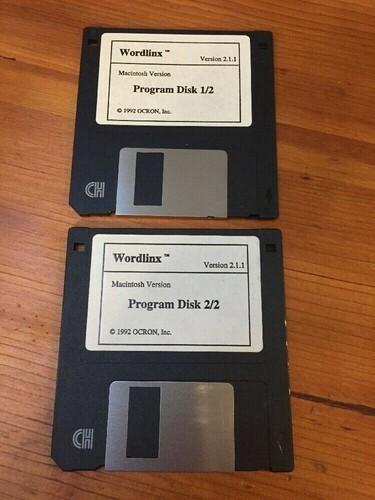 Wordlinx™
Version 2.1.1
Macintosh Version
Program Disk 1/2
© 1992 OCRON, Inc.
CH
Wordlinx™
Version 2.1.1
Macintosh Version
Program Disk 2/2
© 1992 OCRON, Inc.
CH